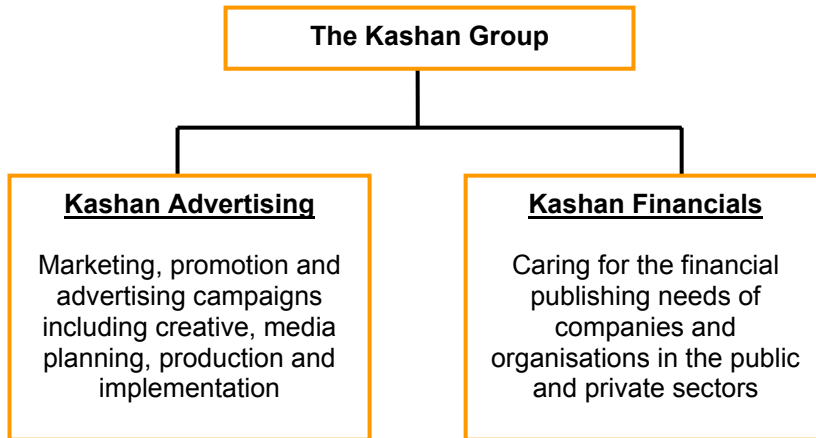 The Kashan Group
Kashan Advertising
Marketing, promotion and
advertising campaigns
including creative, media
planning, production and
implementation
Kashan Financials
Caring for the financial
publishing needs of
companies and
organisations in the public
and private sectors